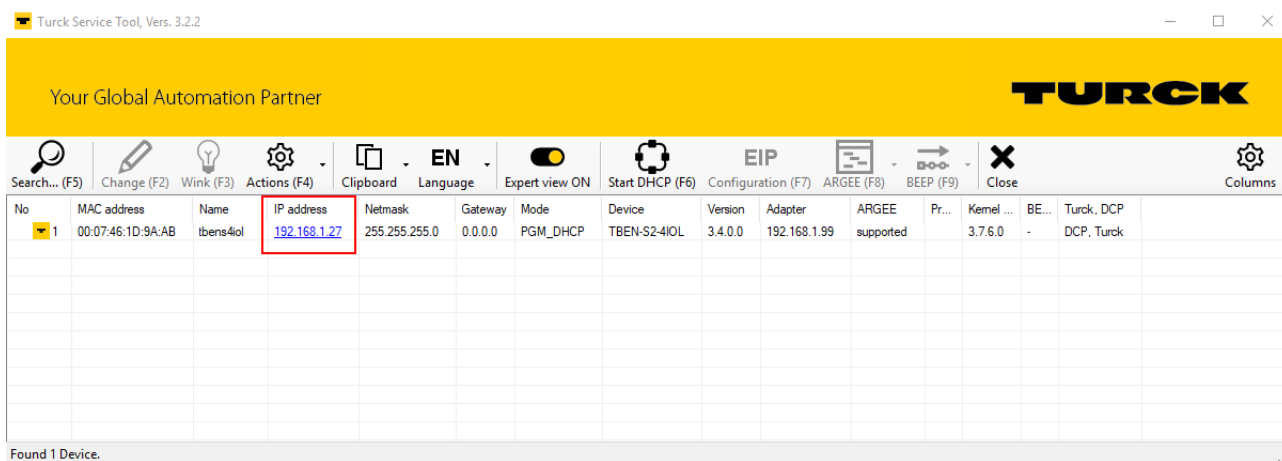 Turck Service Tool, Vers. 3.2.2
Your Global Automation Partner
TURCK
Search... (F5) Change (F2) Wink (F3) Actions (F4) Clipboard EN Language Expert view ON Start DHCP (F6) EIP Configuration (F7) ARGEE (F8) BEEP (F9) Close Columns
No MAC address Name IP address Netmask Gateway Mode Device Version Adapter ARGEE Pr... Kernel ... BE... Turck, DCP
1 00:07:46:1D:9A:AB tbens4iol 192.168.1.27 255.255.255.0 0.0.0.0 PGM_DHCP TBEN-S2-4IOL 3.4.0.0 192.168.1.99 supported 3.7.6.0 - DCP, Turck
Found 1 Device.